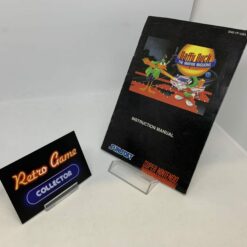 Daffy Duck
THE MARVIN MISSIONS
INSTRUCTION MANUAL
SUNSOFT
SUPER NINTENDO
Retro Game
COLLECTOR